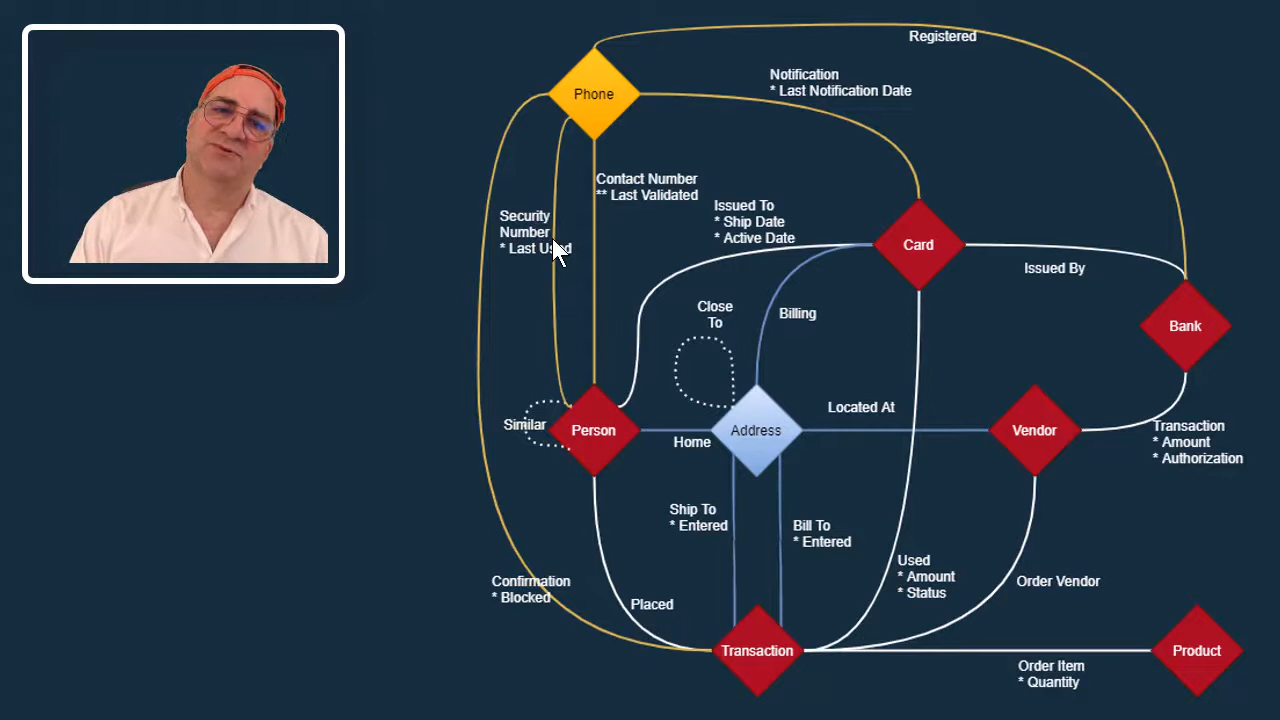 Registered
Notification
* Last Notification Date
Phone
Contact Number
** Last Validated
Security
Number
* Last Used
Issued To
* Ship Date
* Active Date
Card
Issued By
Close
To
Billing
Bank
Located At
Similar
Person
Home
Address
Vendor
Transaction
* Amount
* Authorization
Ship To
* Entered
Bill To
* Entered
Used
* Amount
* Status
Order Vendor
Confirmation
* Blocked
Placed
Transaction
Product
Order Item
* Quantity